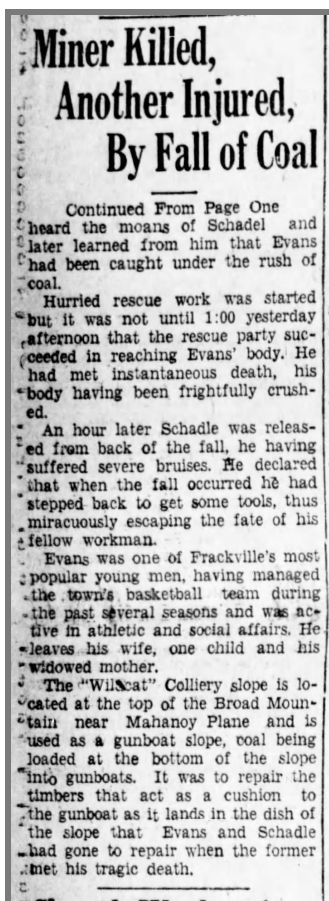 Miner Killed,
Another Injured,
By Fall of Coal
Continued From Page One
heard the moans of Schadel and
later learned from him that Evans
had been caught under the rush of
coal.
Hurried rescue work was started
but it was not until 1:00 yesterday
afternoon that the rescue party suc-
ceeded in reaching Evans' body. He
had met instantaneous death, his
body having been frightfully crush-
ed.
An hour later Schadle was releas-
ed from back of the fall, he having
suffered severe bruises. He declared
that when the fall occurred he had
stepped back to get some tools, thus
miracuously escaping the fate of his
fellow workman.
Evans was one of Frackville's most
popular young men, having managed
the town's basketball team during
the past several seasons and was ac-
tive in athletic and social affairs. He
leaves his wife, one child and his
widowed mother.
The "Wilscat" Colliery slope is lo-
cated at the top of the Broad Moun-
tain near Mahanoy Plane and is
used as a gunboat slope, coal being
loaded at the bottom of the slope
into gunboats. It was to repair the
timbers that act as a cushion to
the gunboat as it lands in the dish of
the slope that Evans and Schadle
had gone to repair when the former
met his tragic death.